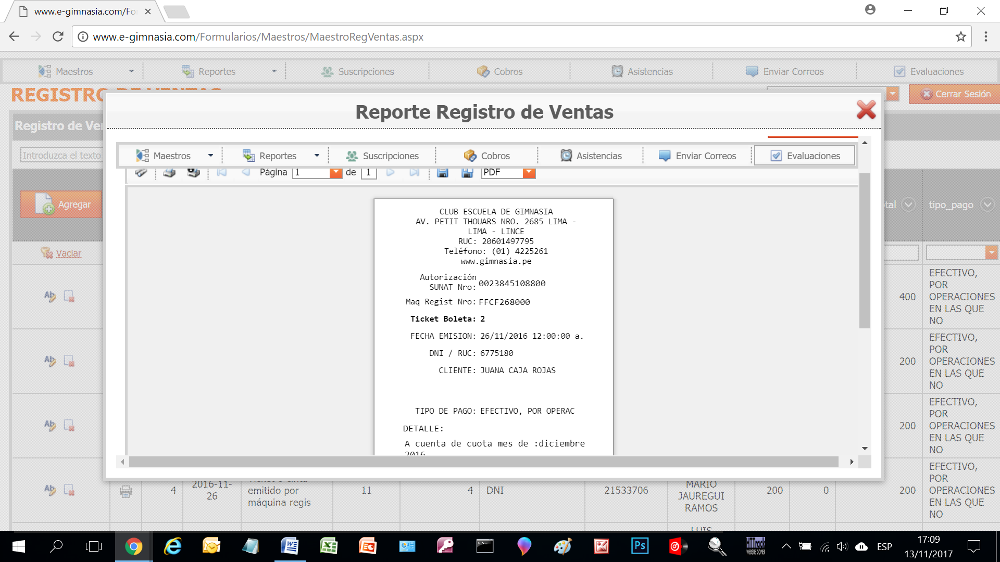 www.e-gimnasia.com/Fo
www.e-gimnasia.com/Formularios/Maestros/MaestroRegVentas.aspx
Maestros Reportes Suscripciones Cobros Asistencias Enviar Correos Evaluaciones
REGISTRO DE VENTAS
Cerrar Sesión
Reporte Registro de Ventas
Registro de Ve
Introduzca el texto
Maestros Reportes Suscripciones Cobros Asistencias Enviar Correos Evaluaciones
Página 1 de 1 PDF
Agregar
tal tipo_pago
Vaciar
CLUB ESCUELA DE GIMNASIA
AV. PETIT THOUARS NRO. 2685 LIMA -
LIMA - LINCE
RUC: 20601497795
Teléfono: (01) 4225261
www.gimnasia.pe
Autorización
SUNAT Nro: 0023845108800
Maq Regist Nro: FFCF268000
Ticket Boleta: 2
FECHA EMISION: 26/11/2016 12:00:00 a.
DNI / RUC: 6775180
CLIENTE: JUANA CAJA ROJAS
TIPO DE PAGO: EFECTIVO, POR OPERAC
DETALLE:
A cuenta de cuota mes de :diciembre
2016
400
EFECTIVO,
POR
OPERACIONES
EN LAS QUE
NO
200
EFECTIVO,
POR
OPERACIONES
EN LAS QUE
NO
200
EFECTIVO,
POR
OPERACIONES
EN LAS QUE
NO
4
2016-11-
26
emitido por
máquina regis
11
4
DNI
21533706
MARIO
JAUREGUI
RAMOS
200
0
200
EFECTIVO,
POR
OPERACIONES
EN LAS QUE
NO
LUIS
Ps
HTTrack
WEBSITE COPIER
ESP
17:09
13/11/2017